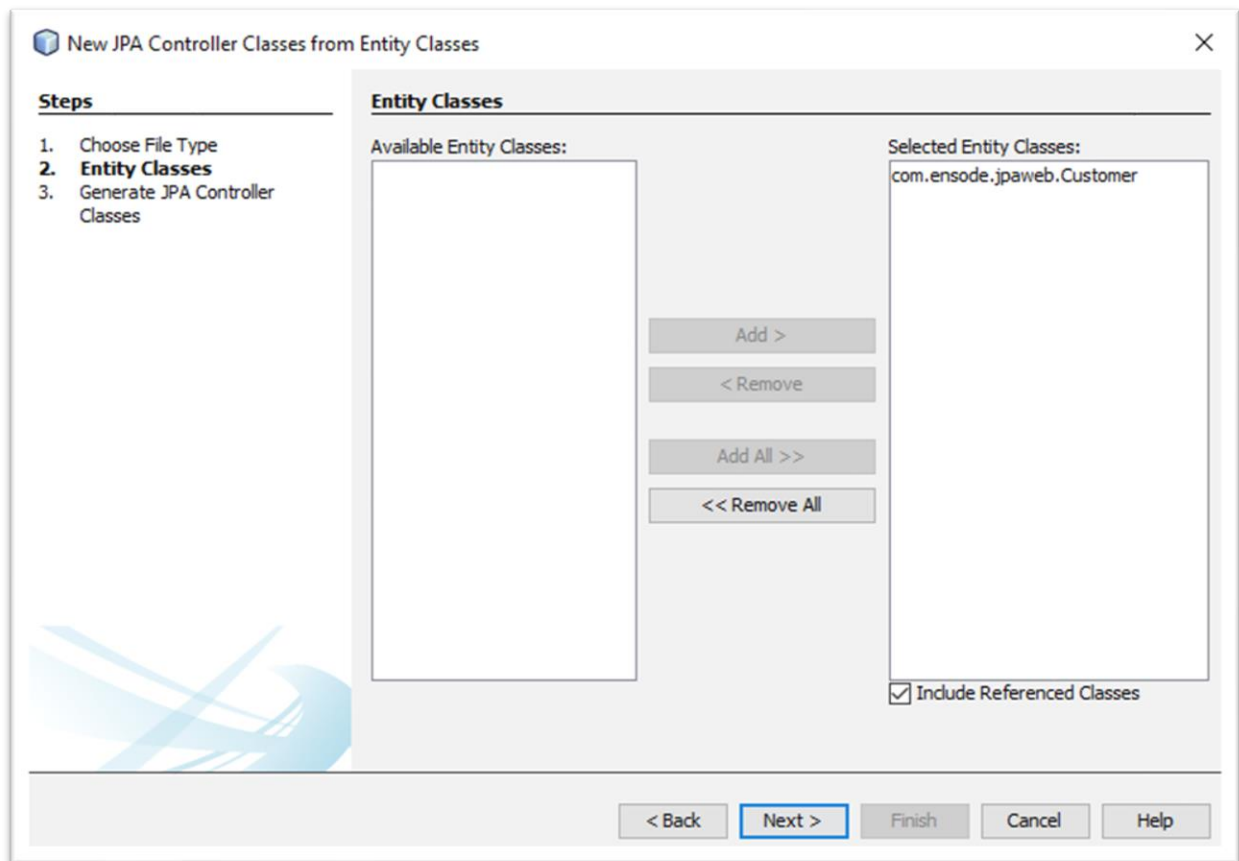 New JPA Controller Classes from Entity Classes
Steps
1. Choose File Type
2. Entity Classes
3. Generate JPA Controller
Classes
Entity Classes
Available Entity Classes:
Selected Entity Classes:
com.ensode.jpaweb.Customer
Add >
< Remove
Add All >>
<< Remove All
Include Referenced Classes
< Back
Next >
Finish
Cancel
Help